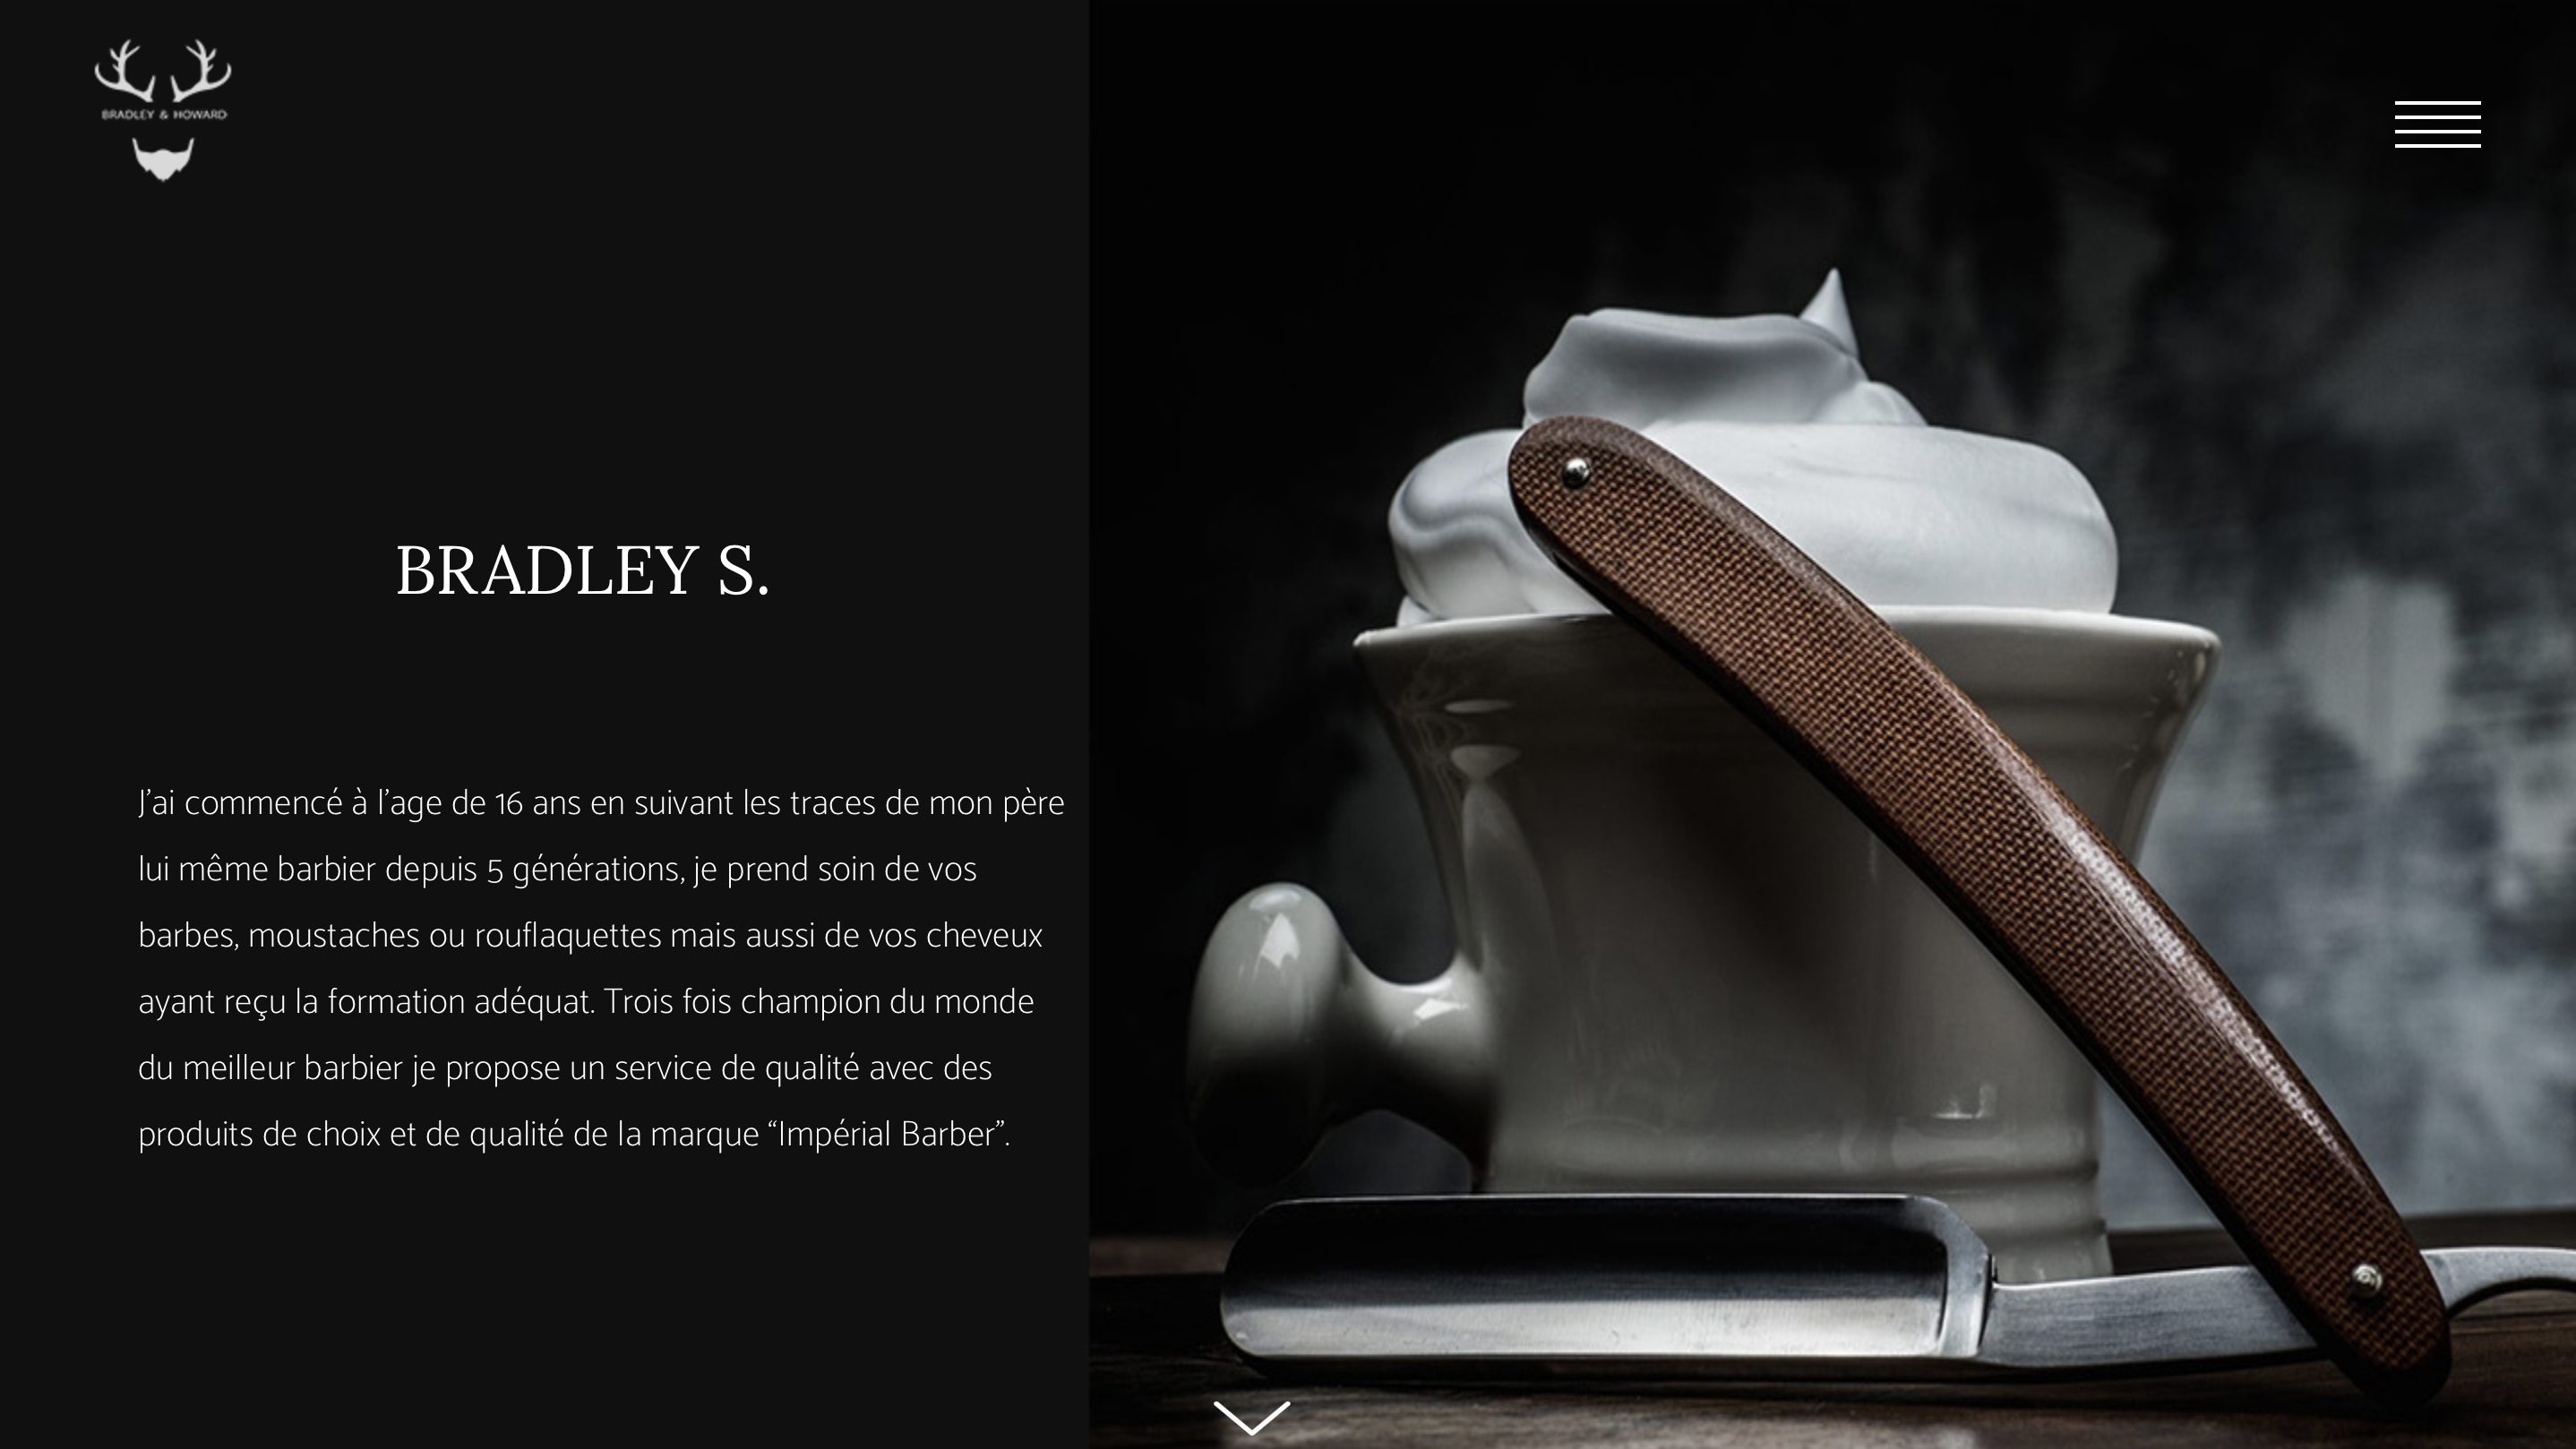 BRADLEY & HOWARD
BRADLEY S.
J’ai commencé à l’age de 16 ans en suivant les traces de mon père
lui même barbier depuis 5 générations, je prend soin de vos
barbes, moustaches ou rouflaquettes mais aussi de vos cheveux
ayant reçu la formation adéquat. Trois fois champion du monde
du meilleur barbier je propose un service de qualité avec des
produits de choix et de qualité de la marque “Impérial Barber”.